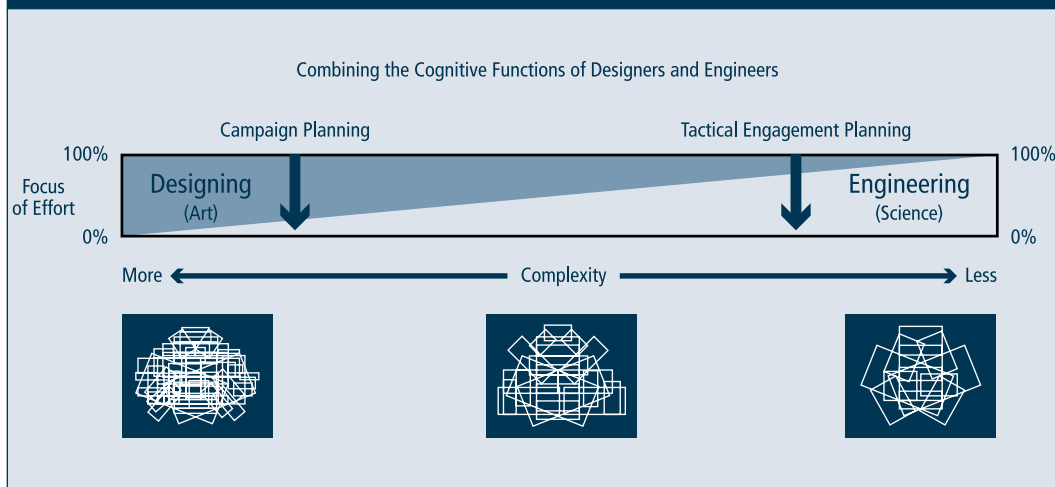 Combining the Cognitive Functions of Designers and Engineers
Campaign Planning
Tactical Engagement Planning
100%
100%
Focus
of Effort
Designing
(Art)
Engineering
(Science)
0%
0%
More
Complexity
Less